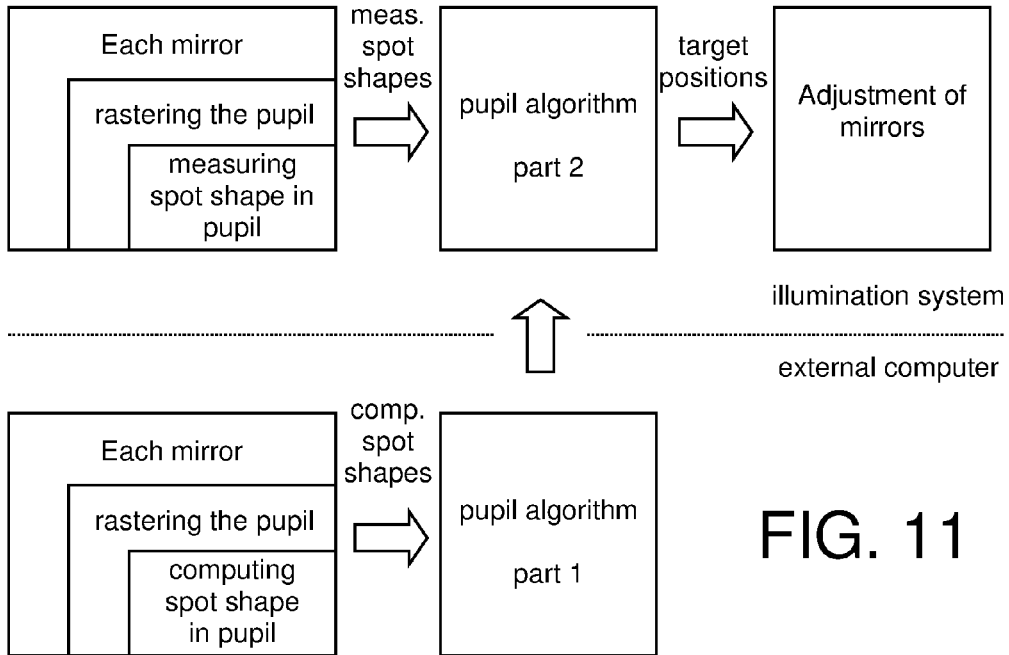 Each mirror
rastering the pupil
measuring
spot shape in
pupil
meas.
spot
shapes
pupil algorithm
part 2
target
positions
Adjustment of
mirrors
illumination system
external computer
Each mirror
rastering the pupil
computing
spot shape
in pupil
comp.
spot
shapes
pupil algorithm
part 1
FIG. 11